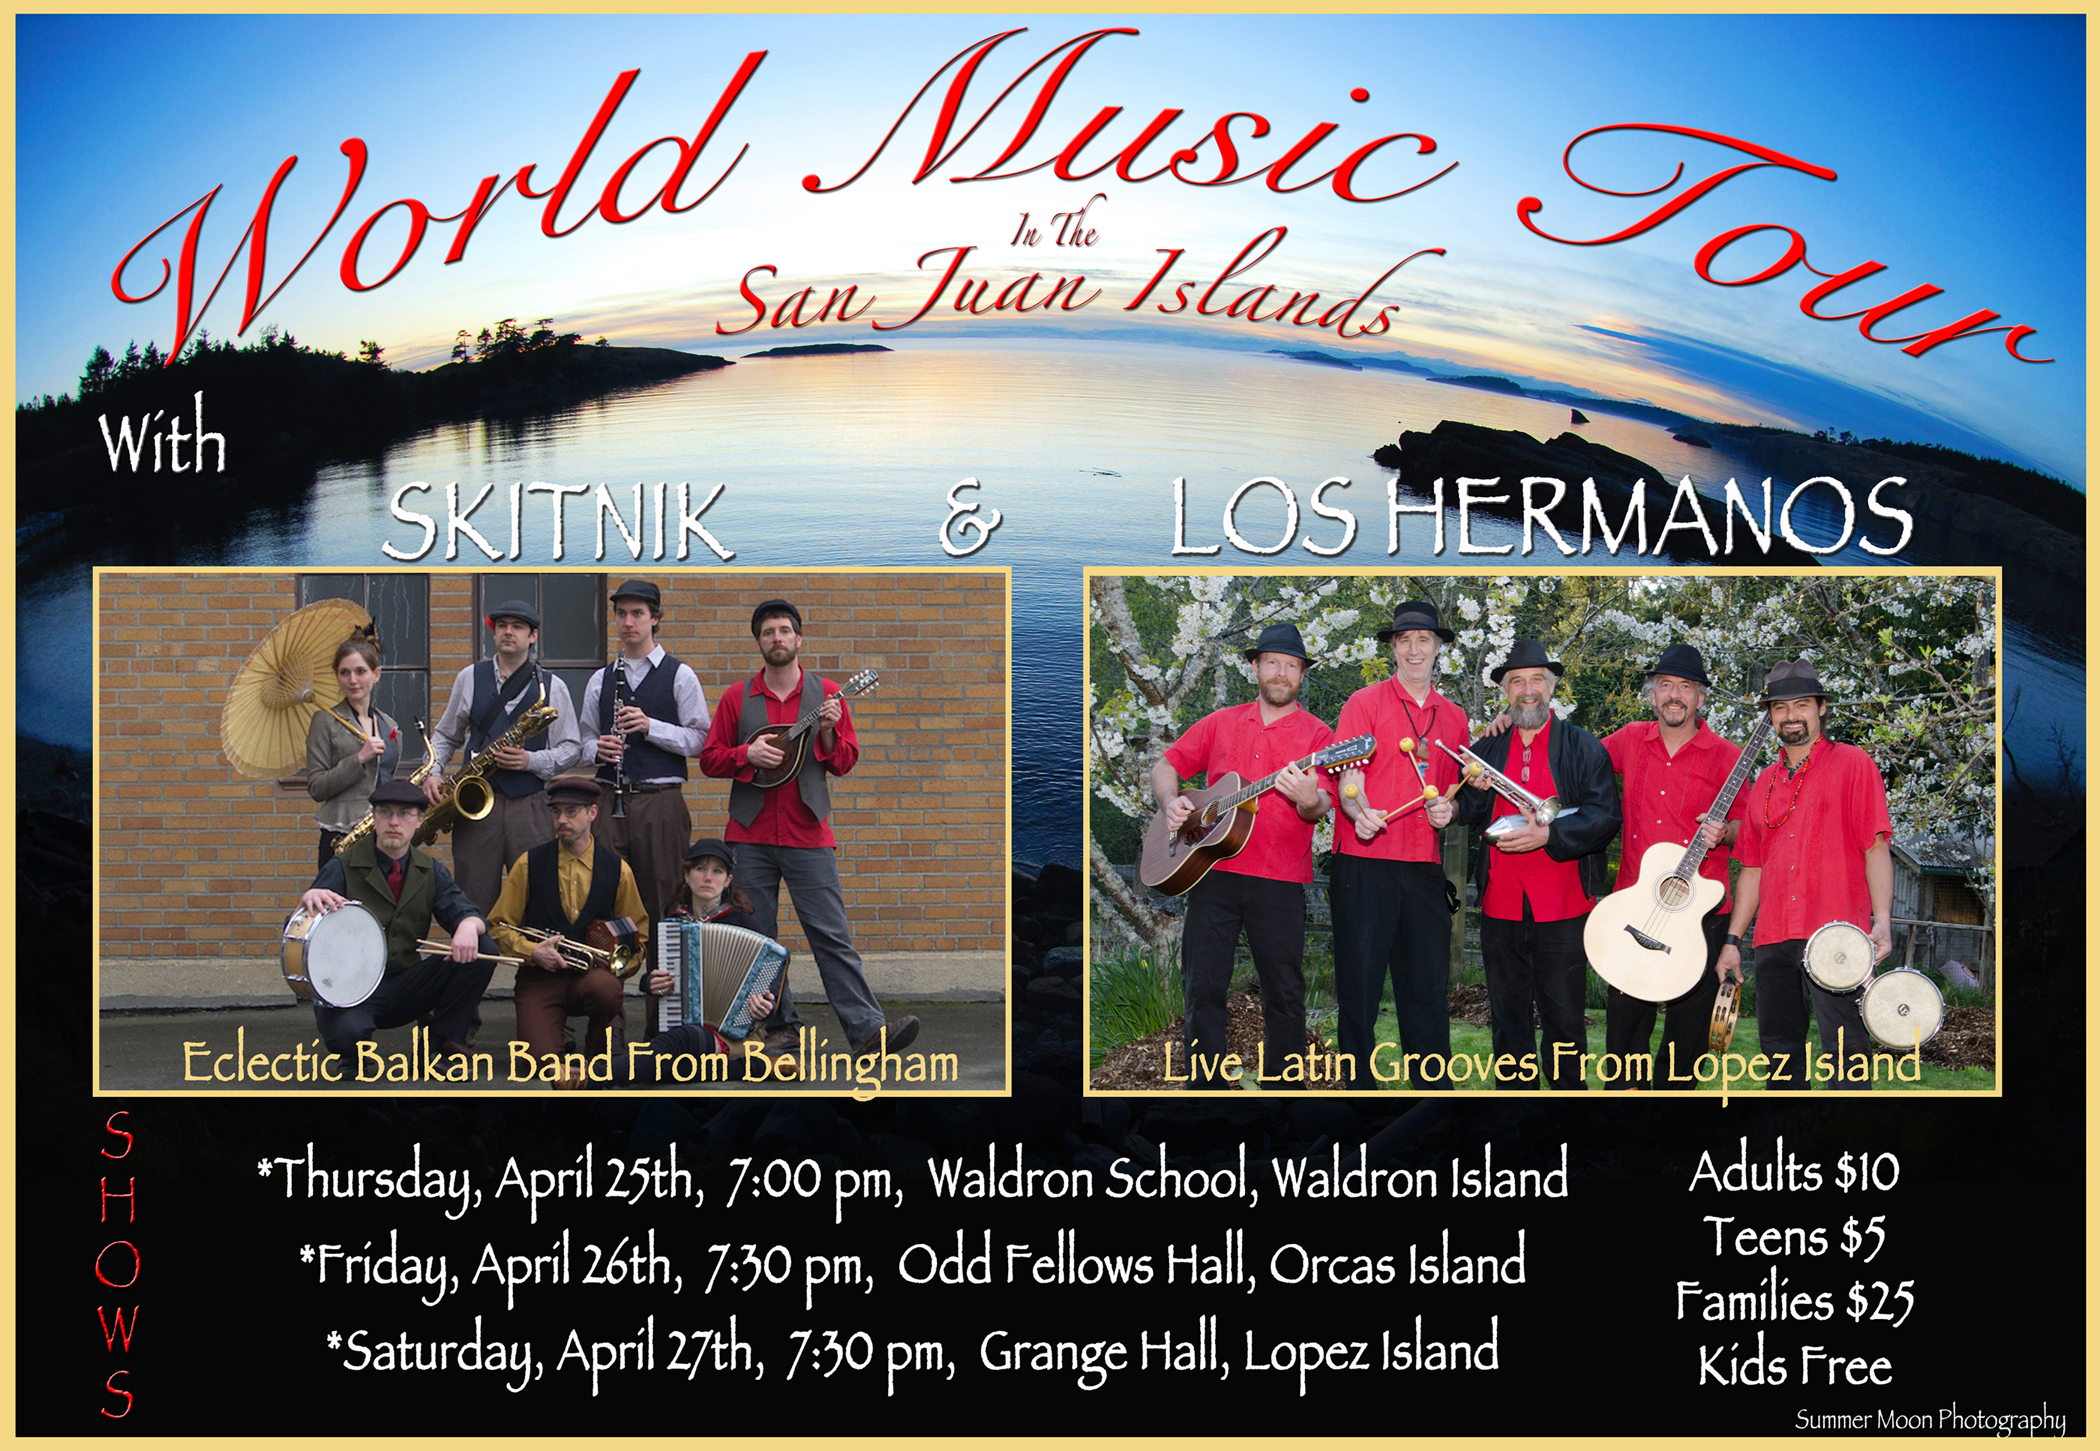 World Music Tour
In The
San Juan Islands
With
SKITNIK & LOS HERMANOS
Eclectic Balkan Band From Bellingham
Live Latin Grooves From Lopez Island
SHOWS
*Thursday, April 25th, 7:00 pm, Waldron School, Waldron Island
*Friday, April 26th, 7:30 pm, Odd Fellows Hall, Orcas Island
*Saturday, April 27th, 7:30 pm, Grange Hall, Lopez Island
Adults $10
Teens $5
Families $25
Kids Free
Summer Moon Photography